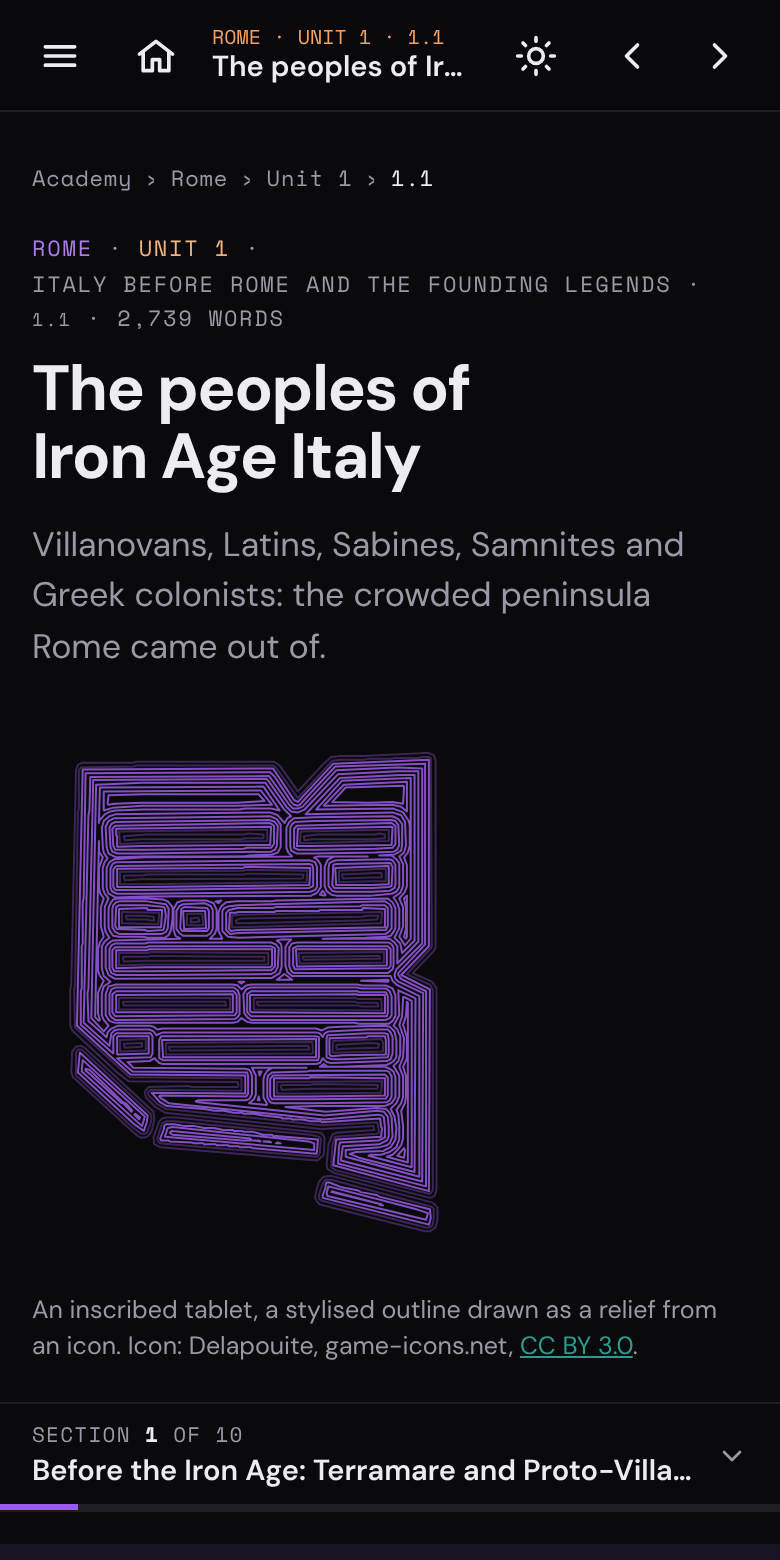 ROME · UNIT 1 · 1.1
The peoples of Ir...
Academy › Rome › Unit 1 › 1.1
ROME · UNIT 1 ·
ITALY BEFORE ROME AND THE FOUNDING LEGENDS ·
1.1 · 2,739 WORDS
The peoples of
Iron Age Italy
Villanovans, Latins, Sabines, Samnites and
Greek colonists: the crowded peninsula
Rome came out of.
An inscribed tablet, a stylised outline drawn as a relief from
an icon. Icon: Delapouite, game-icons.net, CC BY 3.0.
SECTION 1 OF 10
Before the Iron Age: Terramare and Proto-Villa...